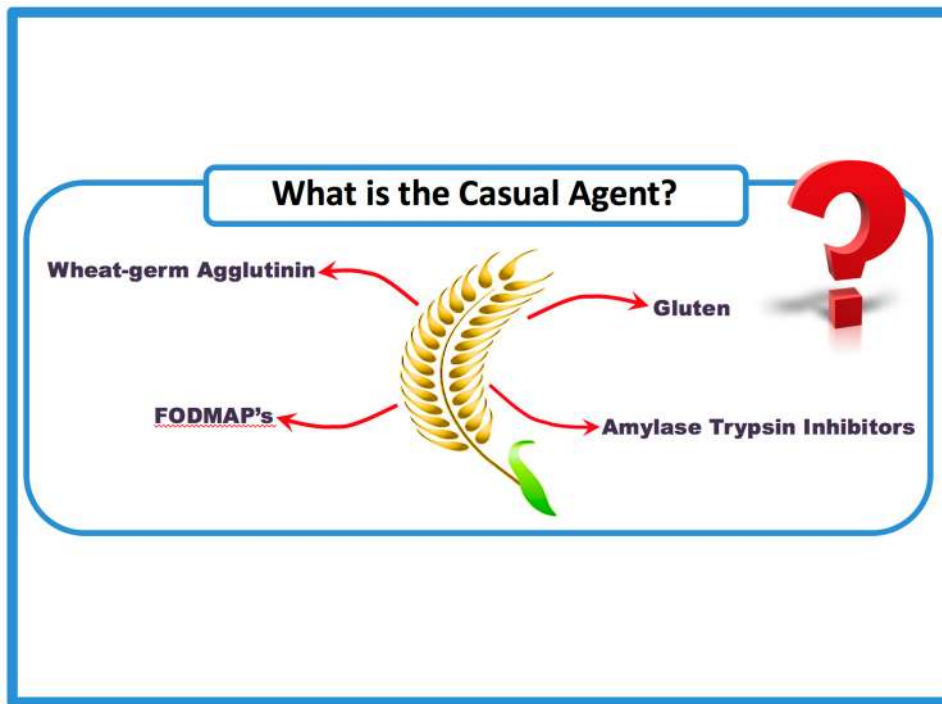 What is the Casual Agent?
Wheat-germ Agglutinin
Gluten
FODMAP's
Amylase Trypsin Inhibitors